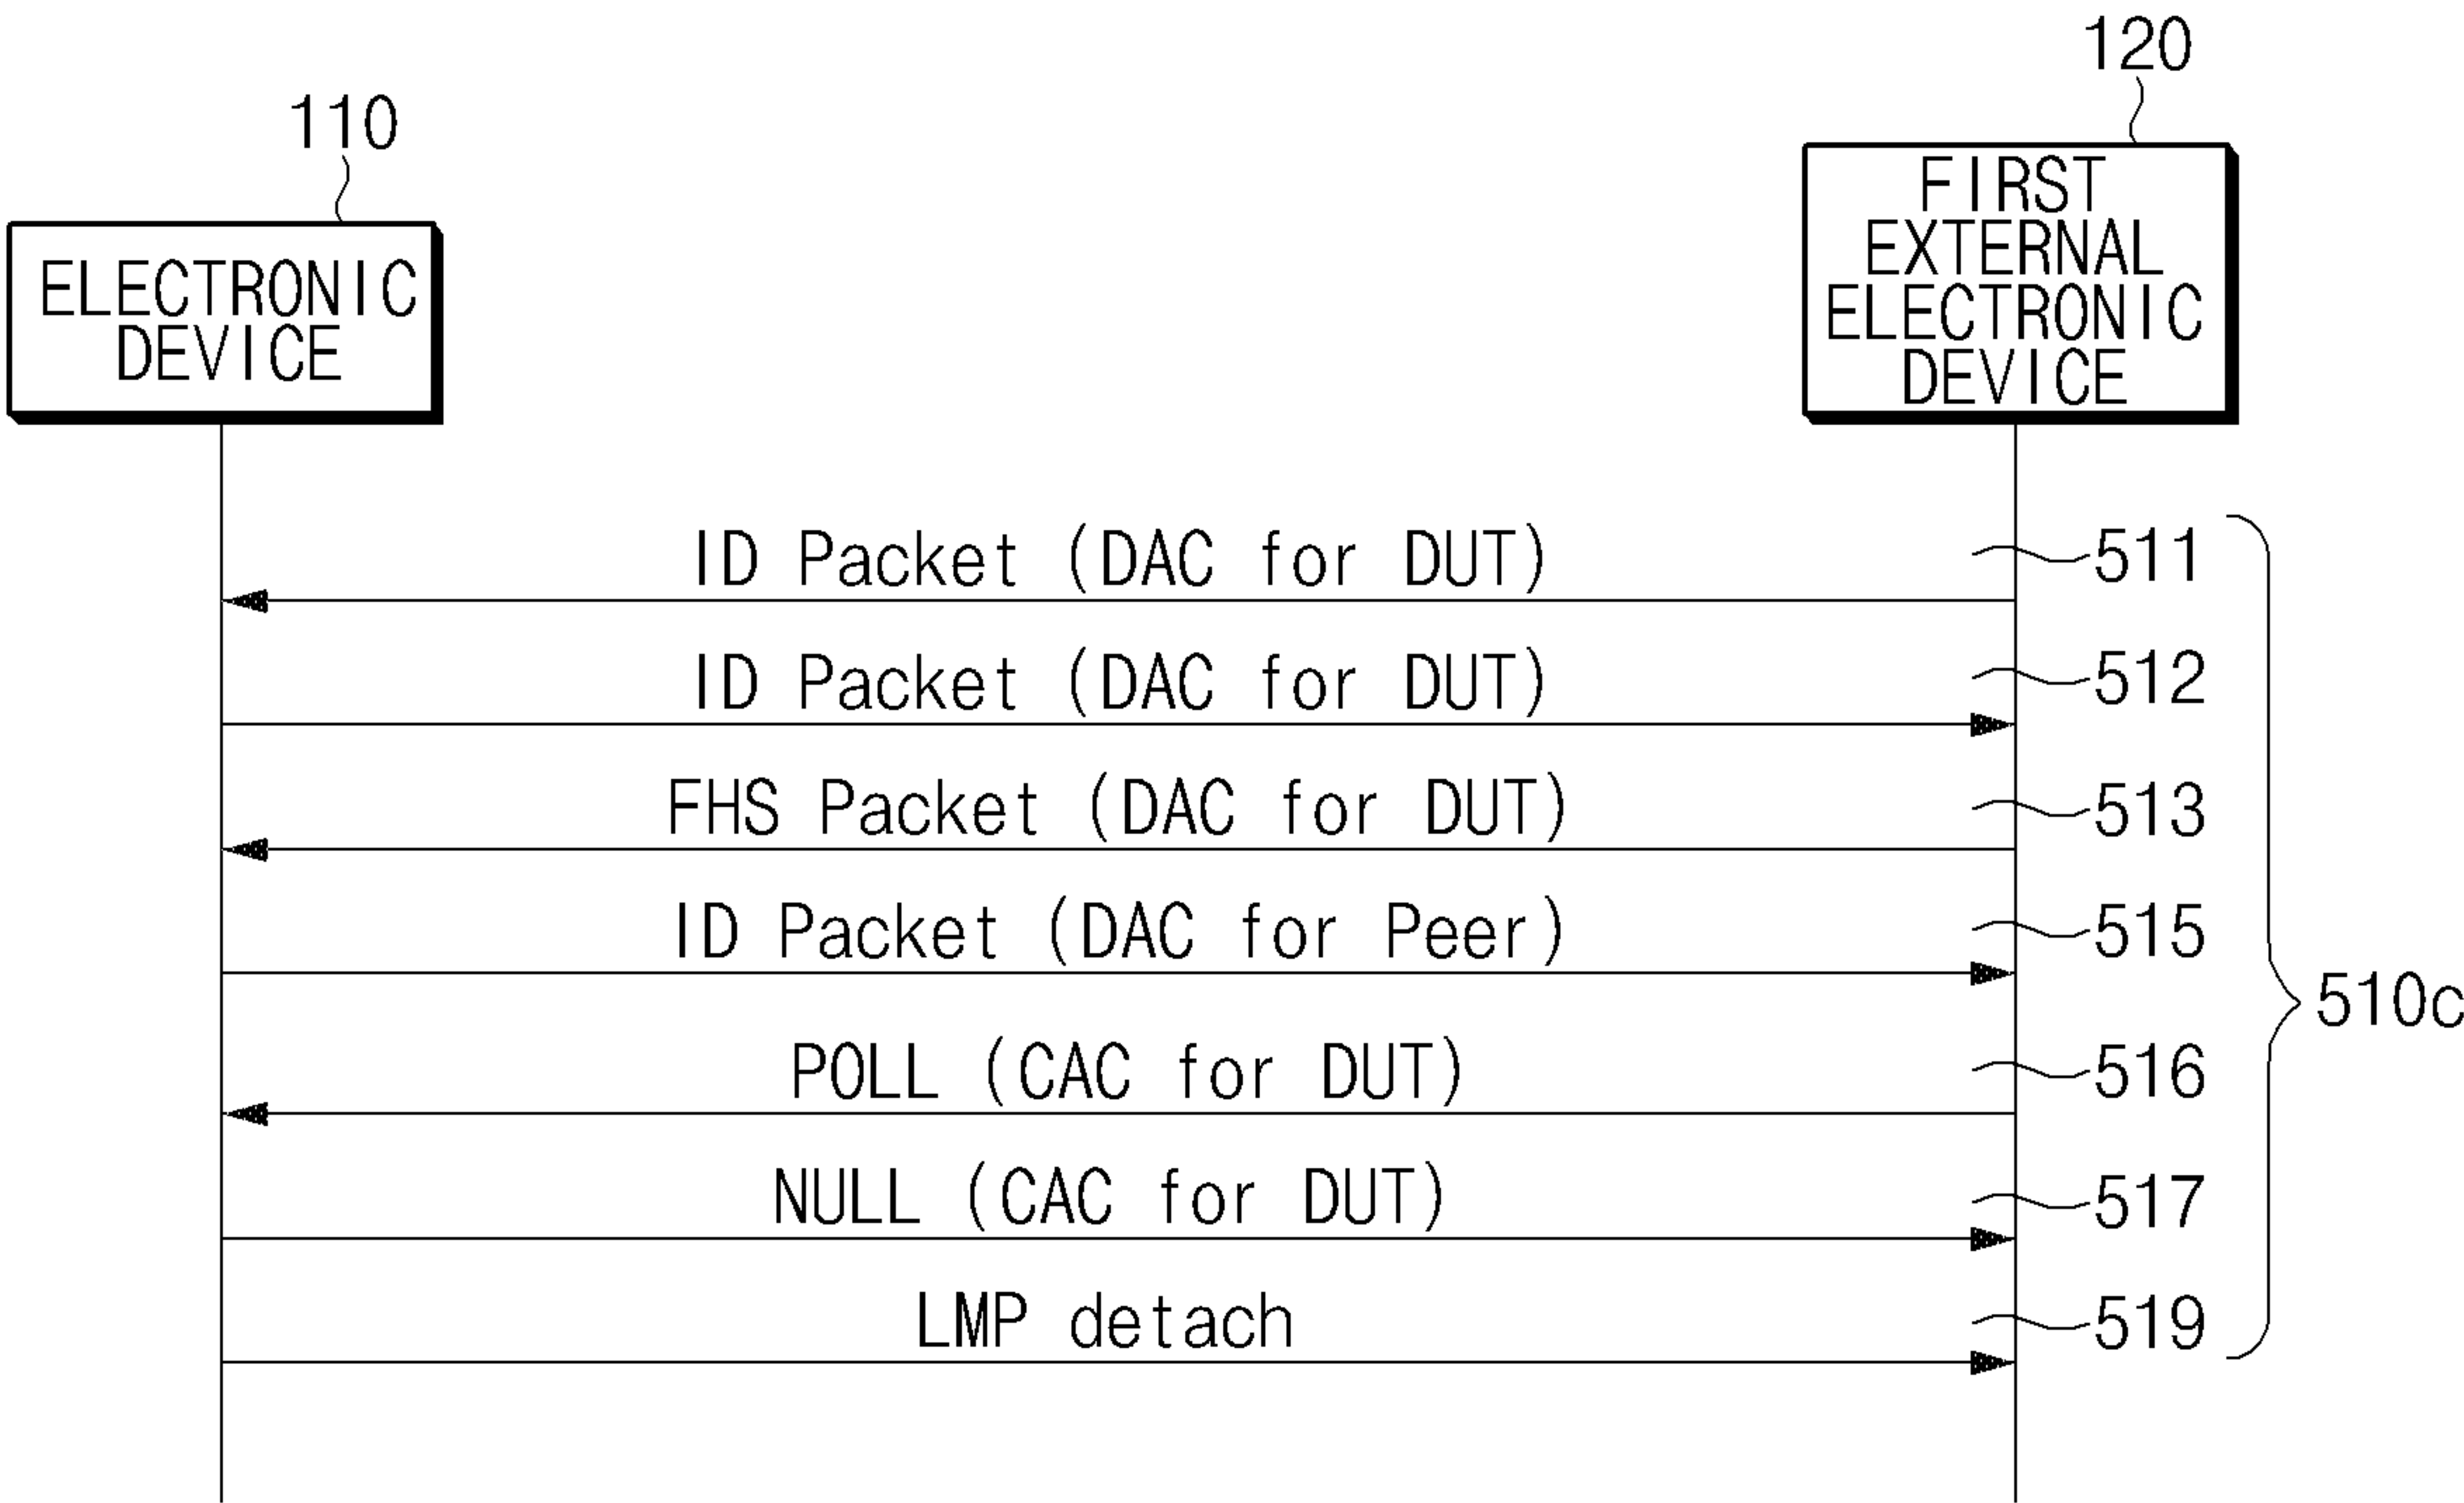 120
110
FIRST
EXTERNAL
ELECTRONIC
DEVICE
ELECTRONIC
DEVICE
ID Packet (DAC for DUT)
511
ID Packet (DAC for DUT)
512
FHS Packet (DAC for DUT)
513
ID Packet (DAC for Peer)
515
510c
POLL (CAC for DUT)
516
NULL (CAC for DUT)
517
LMP detach
519